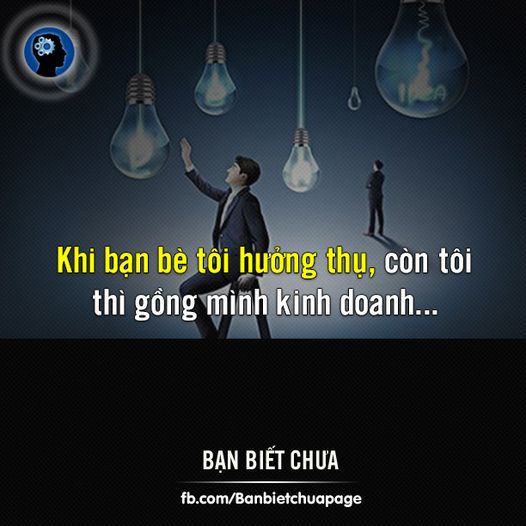 IDEA
Khi bạn bè tôi hưởng thụ, còn tôi
thì gồng mình kinh doanh...
BẠN BIẾT CHƯA
fb.com/Banbietchuapage